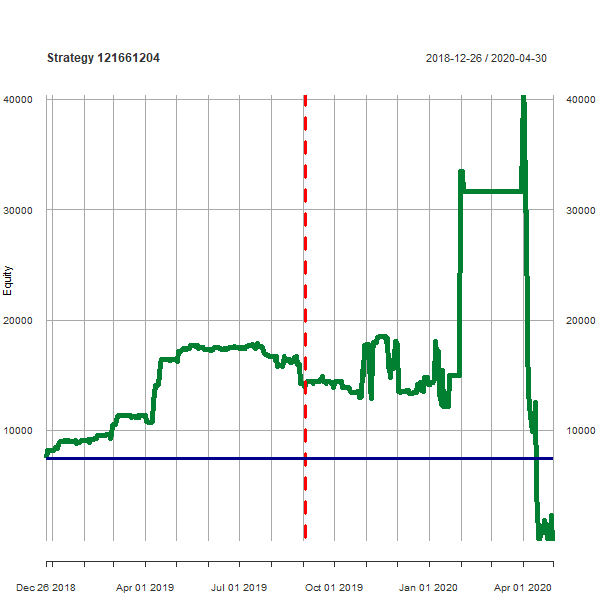 Strategy 121661204
2018-12-26 / 2020-04-30
40000
40000
30000
30000
Equity
20000
20000
10000
10000
Dec 26 2018
Apr 01 2019
Jul 01 2019
Oct 01 2019
Jan 01 2020
Apr 01 2020